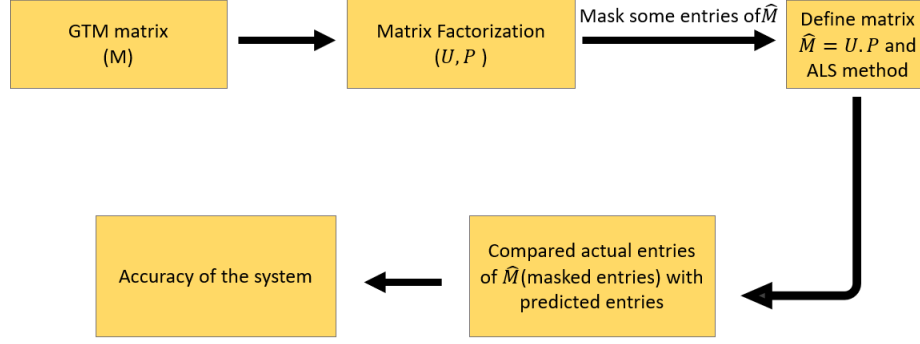 GTM matrix
(M)
Matrix Factorization
(U, P )
Mask some entries of M̂
Define matrix
M̂ = U. P and
ALS method
Compared actual entries
of M̂(masked entries) with
predicted entries
Accuracy of the system